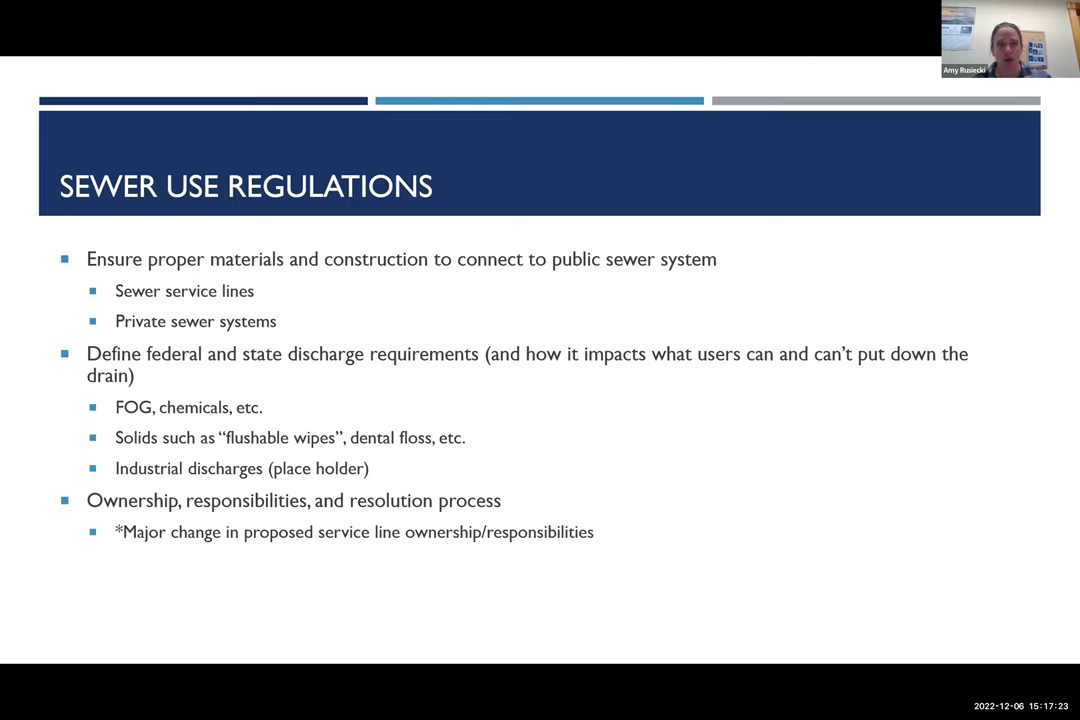 Amy Rusiecki
SEWER USE REGULATIONS
Ensure proper materials and construction to connect to public sewer system
Sewer service lines
Private sewer systems
Define federal and state discharge requirements (and how it impacts what users can and can’t put down the
drain)
FOG, chemicals, etc.
Solids such as “flushable wipes”, dental floss, etc.
Industrial discharges (place holder)
Ownership, responsibilities, and resolution process
*Major change in proposed service line ownership/responsibilities
2022-12-06 15:17:23